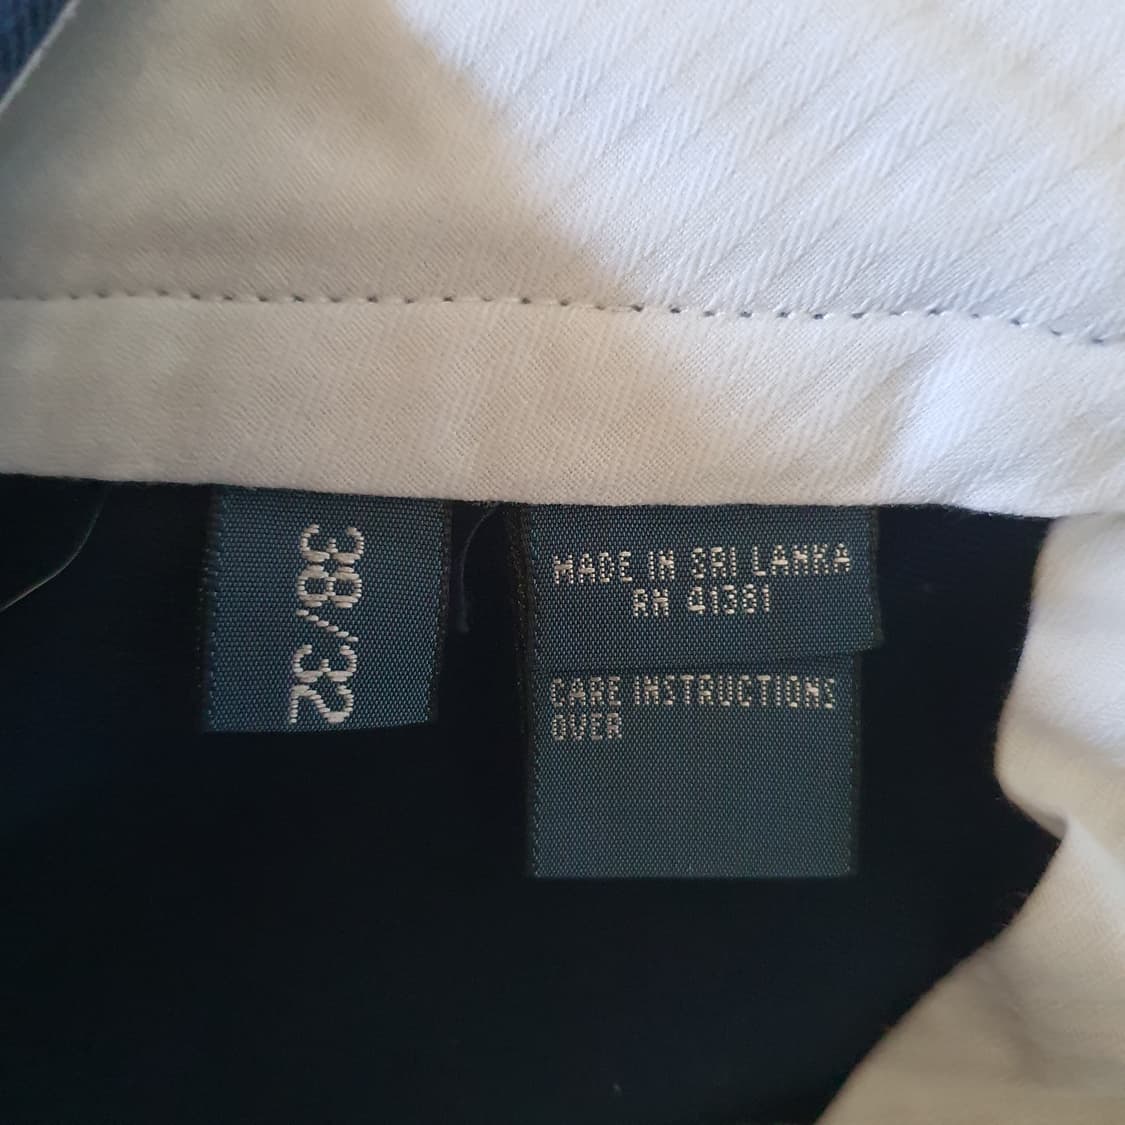 38/32
MADE IN SRI LANKA
RN 41381
CARE INSTRUCTIONS
OVER